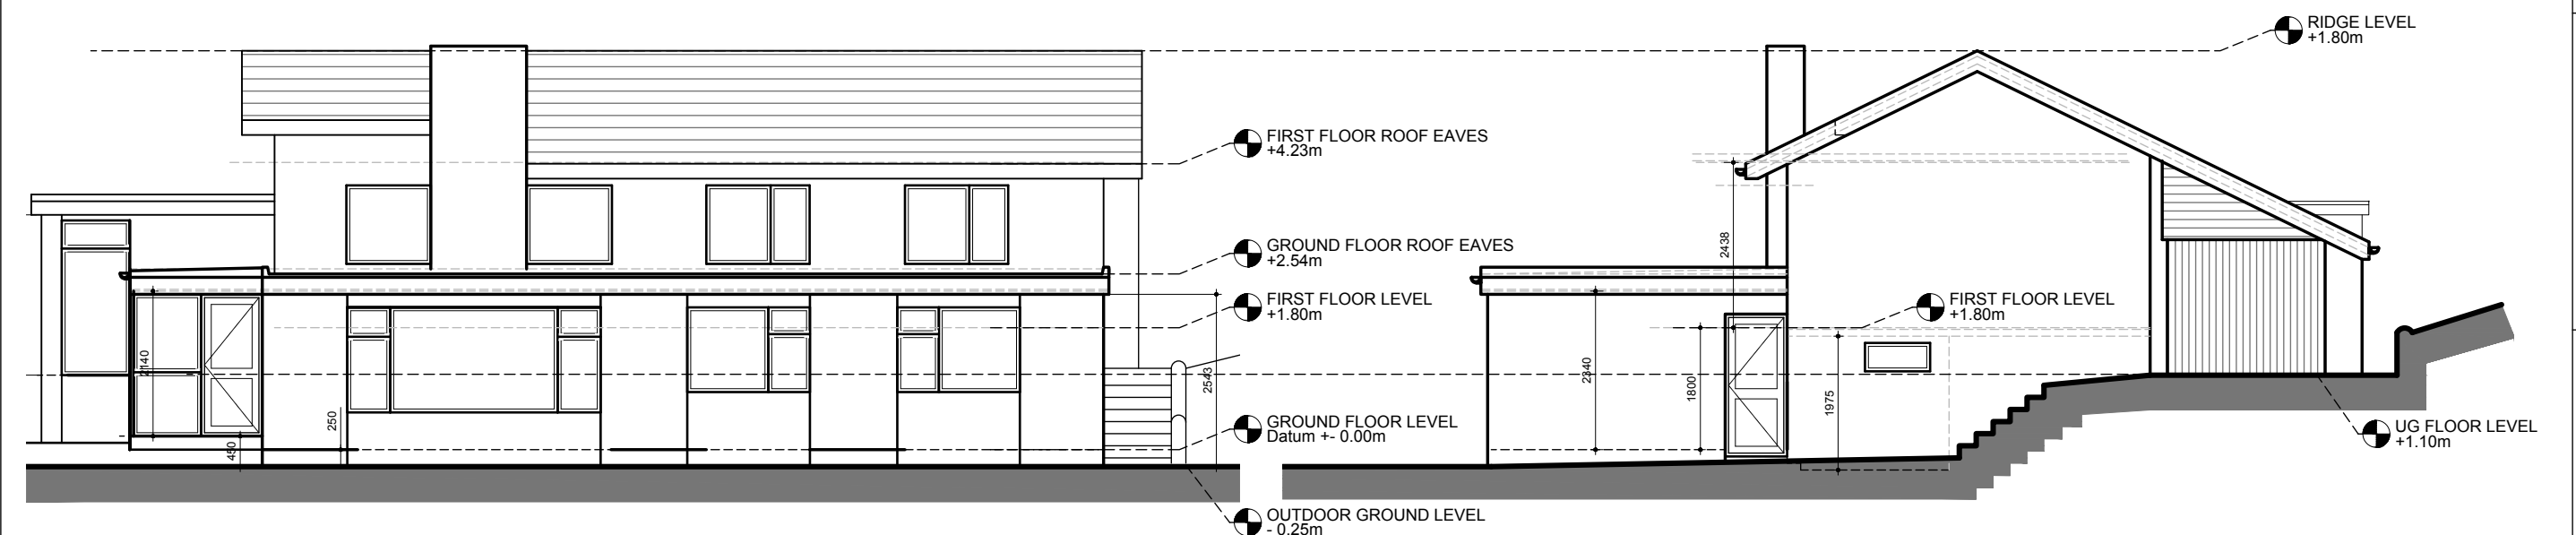 RIDGE LEVEL
+1.80m
FIRST FLOOR ROOF EAVES
+4.23m
GROUND FLOOR ROOF EAVES
+2.54m
FIRST FLOOR LEVEL
+1.80m
FIRST FLOOR LEVEL
+1.80m
GROUND FLOOR LEVEL
Datum +- 0.00m
UG FLOOR LEVEL
+1.10m
OUTDOOR GROUND LEVEL
- 0.25m
2140
450
250
2543
2438
2340
1800
1975